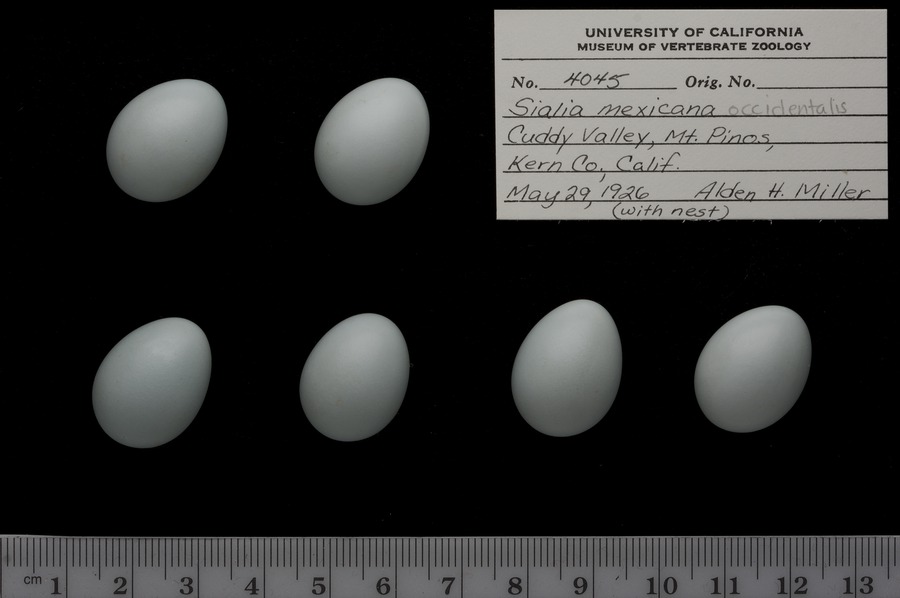 UNIVERSITY OF CALIFORNIA
MUSEUM OF VERTEBRATE ZOOLOGY
No. 4045 Orig. No.
Sialia mexicana occidentalis
Cuddy Valley, Mt. Pinos,
Kern Co., Calif.
May 29, 1926 Alden H. Miller
(with nest)
cm 1 2 3 4 5 6 7 8 9 10 11 12 13